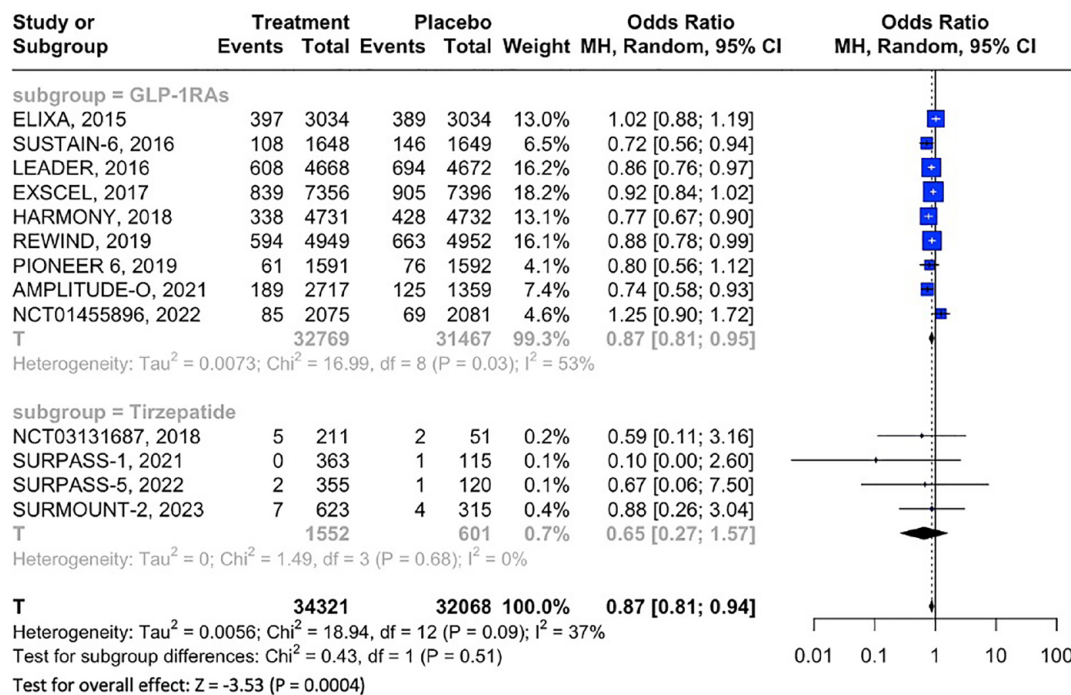 Study or Treatment Placebo Odds Ratio Odds Ratio
Subgroup Events Total Events Total Weight MH, Random, 95% CI MH, Random, 95% CI
subgroup = GLP-1RAs
ELIXA, 2015 397 3034 389 3034 13.0% 1.02 [0.88; 1.19]
SUSTAIN-6, 2016 108 1648 146 1649 6.5% 0.72 [0.56; 0.94]
LEADER, 2016 608 4668 694 4672 16.2% 0.86 [0.76; 0.97]
EXSCEL, 2017 839 7356 905 7396 18.2% 0.92 [0.84; 1.02]
HARMONY, 2018 338 4731 428 4732 13.1% 0.77 [0.67; 0.90]
REWIND, 2019 594 4949 663 4952 16.1% 0.88 [0.78; 0.99]
PIONEER 6, 2019 61 1591 76 1592 4.1% 0.80 [0.56; 1.12]
AMPLITUDE-O, 2021 189 2717 125 1359 7.4% 0.74 [0.58; 0.93]
NCT01455896, 2022 85 2075 69 2081 4.6% 1.25 [0.90; 1.72]
T 32769 31467 99.3% 0.87 [0.81; 0.95]
Heterogeneity: Tau² = 0.0073; Chi² = 16.99, df = 8 (P = 0.03); I² = 53%
subgroup = Tirzepatide
NCT03131687, 2018 5 211 2 51 0.2% 0.59 [0.11; 3.16]
SURPASS-1, 2021 0 363 1 115 0.1% 0.10 [0.00; 2.60]
SURPASS-5, 2022 2 355 1 120 0.1% 0.67 [0.06; 7.50]
SURMOUNT-2, 2023 7 623 4 315 0.4% 0.88 [0.26; 3.04]
T 1552 601 0.7% 0.65 [0.27; 1.57]
Heterogeneity: Tau² = 0; Chi² = 1.49, df = 3 (P = 0.68); I² = 0%
T 34321 32068 100.0% 0.87 [0.81; 0.94]
Heterogeneity: Tau² = 0.0056; Chi² = 18.94, df = 12 (P = 0.09); I² = 37%
Test for subgroup differences: Chi² = 0.43, df = 1 (P = 0.51)
0.01 0.1 1 10 100
Test for overall effect: Z = -3.53 (P = 0.0004)